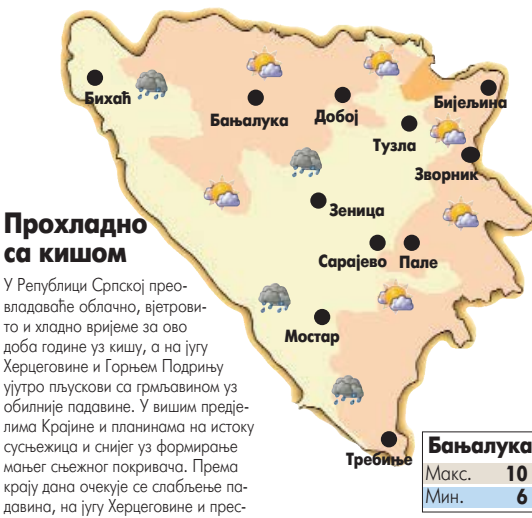 Бихаћ
Бањалука
Добој
Бијељина
Тузла
Зворник
Зеница
Сарајево
Пале
Мостар
Требиње
Прохладно
са кишом
У Републици Српској прео-
владаваће облачно, вјетрови-
то и хладно вријеме за ово
доба године уз кишу, а на југу
Херцеговине и Горњем Подрињу
ујутро пљускови са грмљавином уз
обилније падавине. У вишим предје-
лима Крајине и планинама на истоку
сусњежица и снијег уз формирање
мањег сњежног покривача. Према
крају дана очекује се слабљење па-
давина, на југу Херцеговине и прес-
Бањалука
Макс. 10
Мин. 6